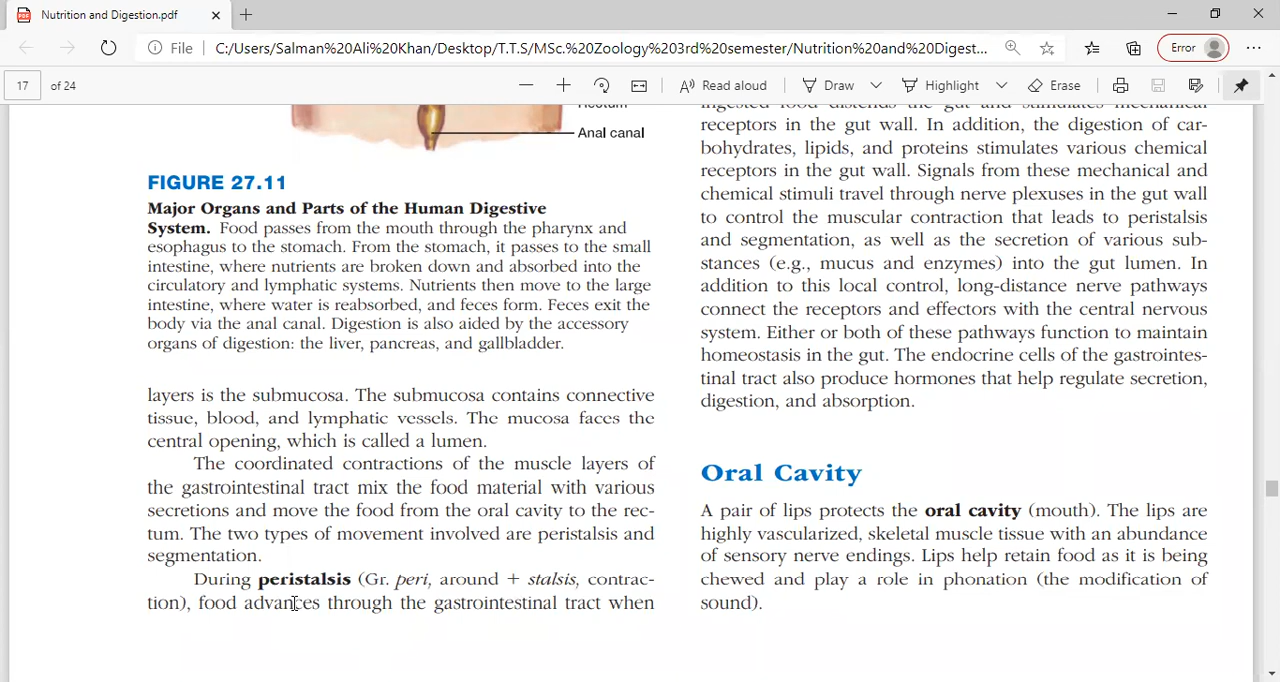 Nutrition and Digestion.pdf
File
C:/Users/Salman%20Ali%20Khan/Desktop/T.T.S/MSc.%20Zoology%203rd%20semester/Nutrition%20and%20Digest...
Error
17 of 24
Read aloud
Draw
Highlight
Erase
Rectum
Anal canal
FIGURE 27.11
Major Organs and Parts of the Human Digestive
System. Food passes from the mouth through the pharynx and
esophagus to the stomach. From the stomach, it passes to the small
intestine, where nutrients are broken down and absorbed into the
circulatory and lymphatic systems. Nutrients then move to the large
intestine, where water is reabsorbed, and feces form. Feces exit the
body via the anal canal. Digestion is also aided by the accessory
organs of digestion: the liver, pancreas, and gallbladder.
layers is the submucosa. The submucosa contains connective
tissue, blood, and lymphatic vessels. The mucosa faces the
central opening, which is called a lumen.
The coordinated contractions of the muscle layers of
the gastrointestinal tract mix the food material with various
secretions and move the food from the oral cavity to the rec-
tum. The two types of movement involved are peristalsis and
segmentation.
During peristalsis (Gr. peri, around + stalsis, contrac-
tion), food advances through the gastrointestinal tract when
ingested food distends the gut and stimulates mechanical
receptors in the gut wall. In addition, the digestion of car-
bohydrates, lipids, and proteins stimulates various chemical
receptors in the gut wall. Signals from these mechanical and
chemical stimuli travel through nerve plexuses in the gut wall
to control the muscular contraction that leads to peristalsis
and segmentation, as well as the secretion of various sub-
stances (e.g., mucus and enzymes) into the gut lumen. In
addition to this local control, long-distance nerve pathways
connect the receptors and effectors with the central nervous
system. Either or both of these pathways function to maintain
homeostasis in the gut. The endocrine cells of the gastrointes-
tinal tract also produce hormones that help regulate secretion,
digestion, and absorption.
Oral Cavity
A pair of lips protects the oral cavity (mouth). The lips are
highly vascularized, skeletal muscle tissue with an abundance
of sensory nerve endings. Lips help retain food as it is being
chewed and play a role in phonation (the modification of
sound).